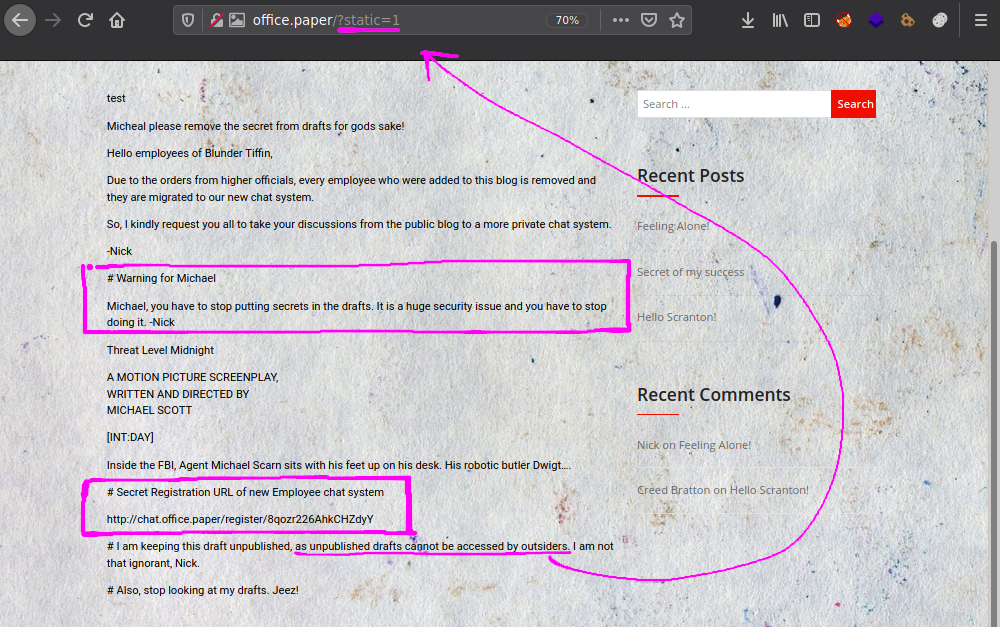 office.paper/?static=1
70%
test
Micheal please remove the secret from drafts for gods sake!
Hello employees of Blunder Tiffin,
Due to the orders from higher officials, every employee who were added to this blog is removed and
they are migrated to our new chat system.
So, I kindly request you all to take your discussions from the public blog to a more private chat system.
-Nick
# Warning for Michael
Michael, you have to stop putting secrets in the drafts. It is a huge security issue and you have to stop
doing it. -Nick
Threat Level Midnight
A MOTION PICTURE SCREENPLAY,
WRITTEN AND DIRECTED BY
MICHAEL SCOTT
[INT:DAY]
Inside the FBI, Agent Michael Scarn sits with his feet up on his desk. His robotic butler Dwigt….
# Secret Registration URL of new Employee chat system
http://chat.office.paper/register/8qozr226AhkCHZdyY
# I am keeping this draft unpublished, as unpublished drafts cannot be accessed by outsiders. I am not
that ignorant, Nick.
# Also, stop looking at my drafts. Jeez!
Search ...
Search
Recent Posts
Feeling Alone!
Secret of my success
Hello Scranton!
Recent Comments
Nick on Feeling Alone!
Creed Bratton on Hello Scranton!